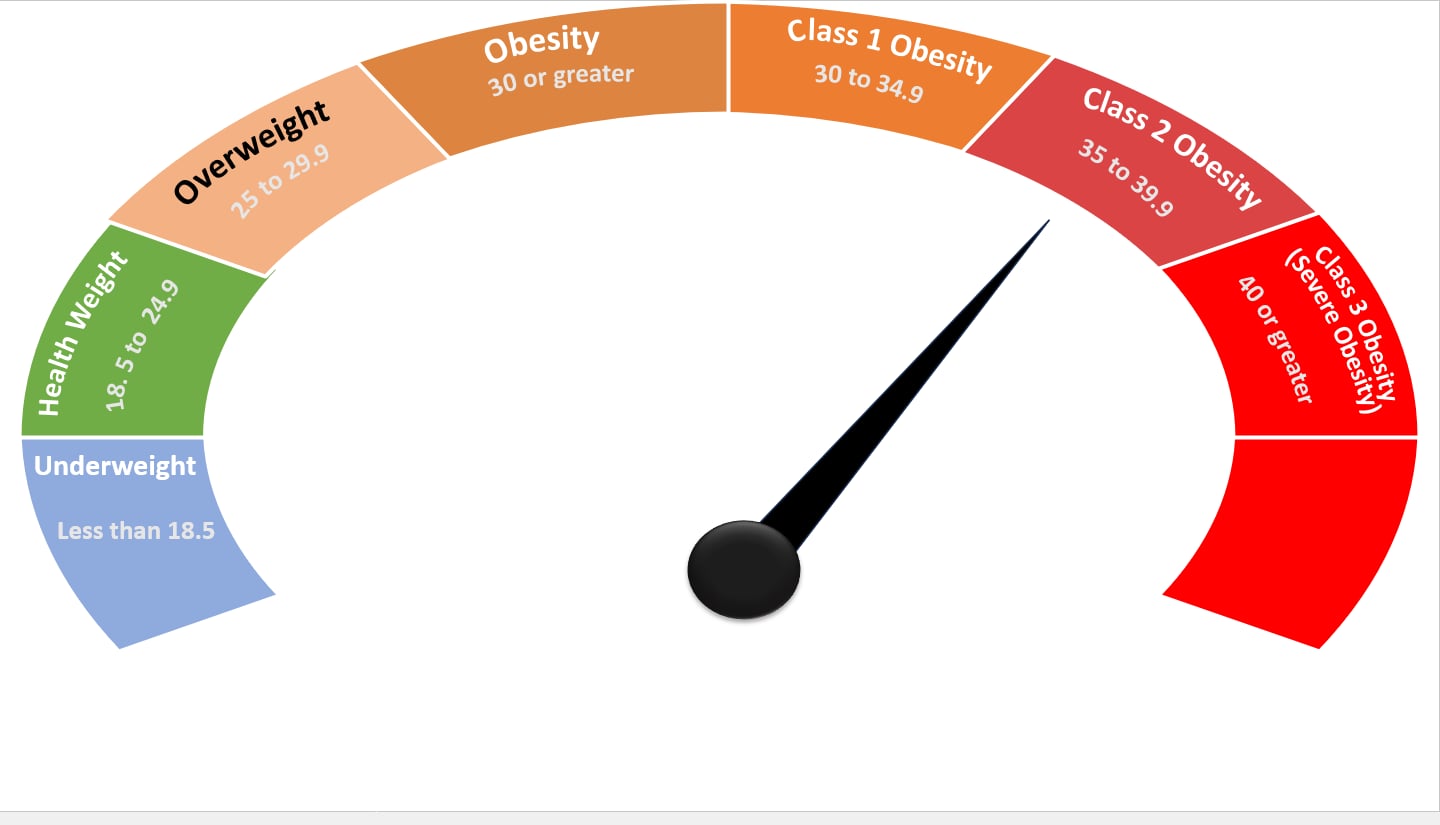 Underweight
Less than 18.5
Health Weight
18. 5 to 24.9
Overweight
25 to 29.9
Obesity
30 or greater
Class 1 Obesity
30 to 34.9
Class 2 Obesity
35 to 39.9
Class 3 Obesity
(Severe Obesity)
40 or greater